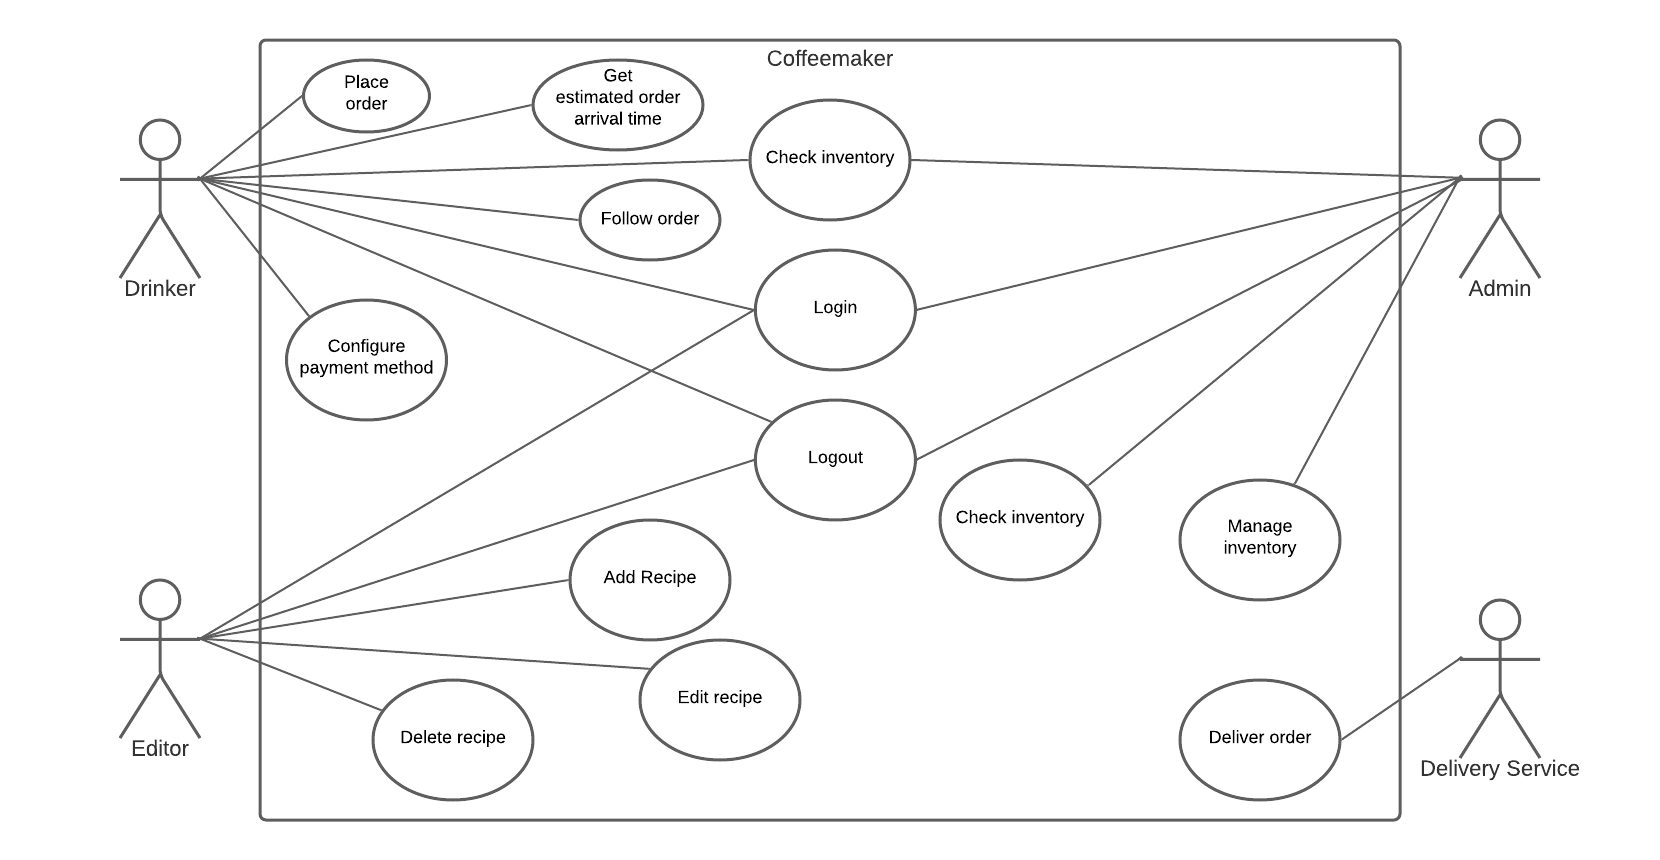 Coffeemaker
Place
order
Get
estimated order
arrival time
Check inventory
Follow order
Drinker
Login
Admin
Configure
payment method
Logout
Check inventory
Manage
inventory
Add Recipe
Edit recipe
Delete recipe
Deliver order
Editor
Delivery Service